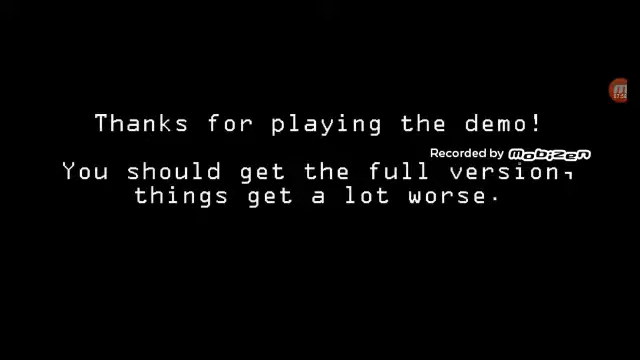 Thanks for playing the demo!
Recorded by mobizen
You should get the full version,
things get a lot worse.